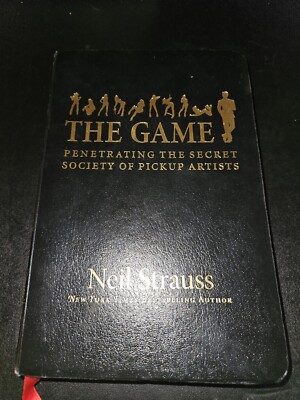 THE GAME
PENETRATING THE SECRET
SOCIETY OF PICKUP ARTISTS
Neil Strauss
NEW YORK TIMES BESTSELLING AUTHOR